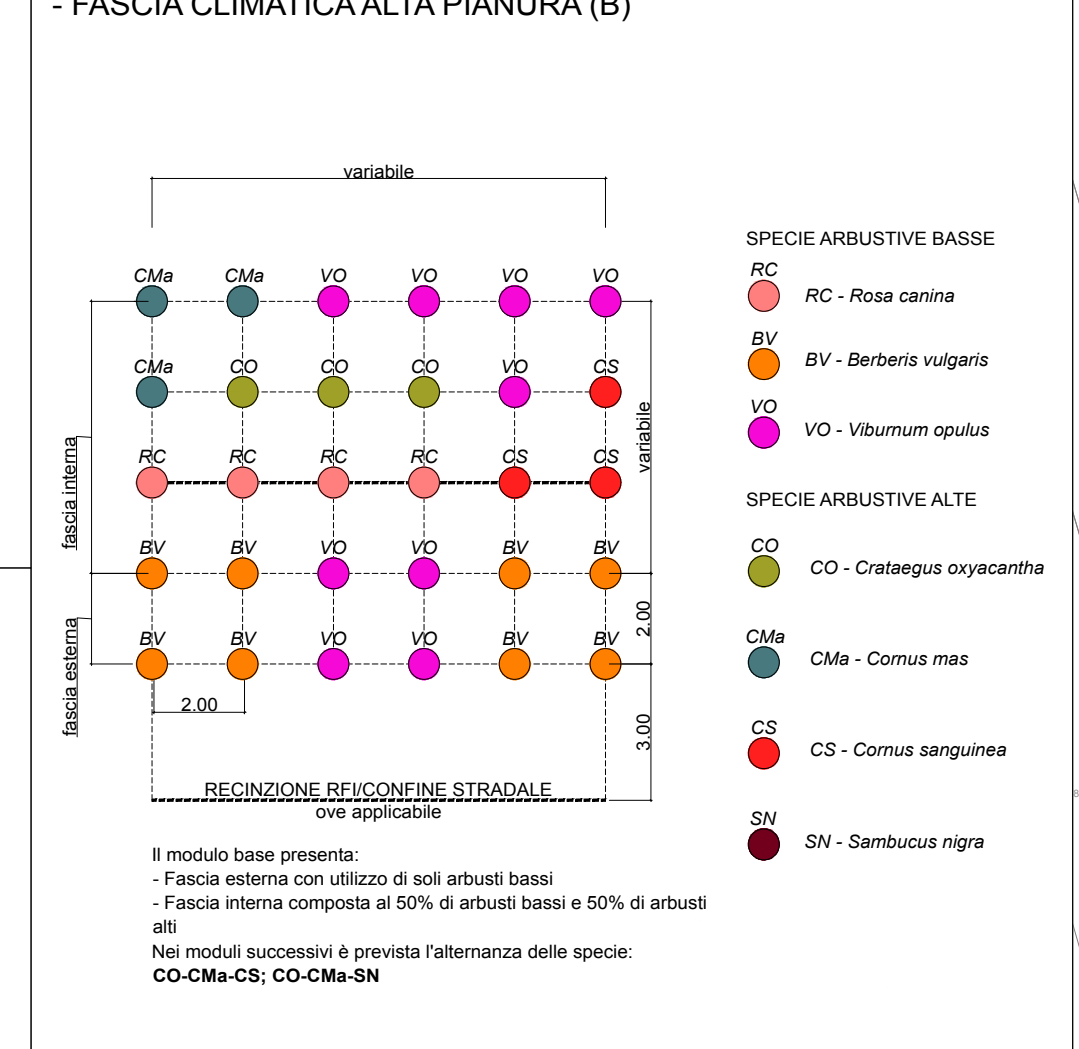 - FASCIA CLIMATICA ALTA PIANURA (B)
variabile
CMa CMa VO VO VO VO
CMa CO CO CO VO CS
RC RC RC RC CS CS
BV BV VO VO BV BV
BV BV VO VO BV BV
fascia interna
fascia esterna
variabile
2.00
3.00
2.00
RECINZIONE RFI/CONFINE STRADALE
ove applicabile
Il modulo base presenta:
- Fascia esterna con utilizzo di soli arbusti bassi
- Fascia interna composta al 50% di arbusti bassi e 50% di arbusti
alti
Nei moduli successivi è prevista l'alternanza delle specie:
CO-CMa-CS; CO-CMa-SN
SPECIE ARBUSTIVE BASSE
RC
RC - Rosa canina
BV
BV - Berberis vulgaris
VO
VO - Viburnum opulus
SPECIE ARBUSTIVE ALTE
CO
CO - Crataegus oxyacantha
CMa
CMa - Cornus mas
CS
CS - Cornus sanguinea
SN
SN - Sambucus nigra
8